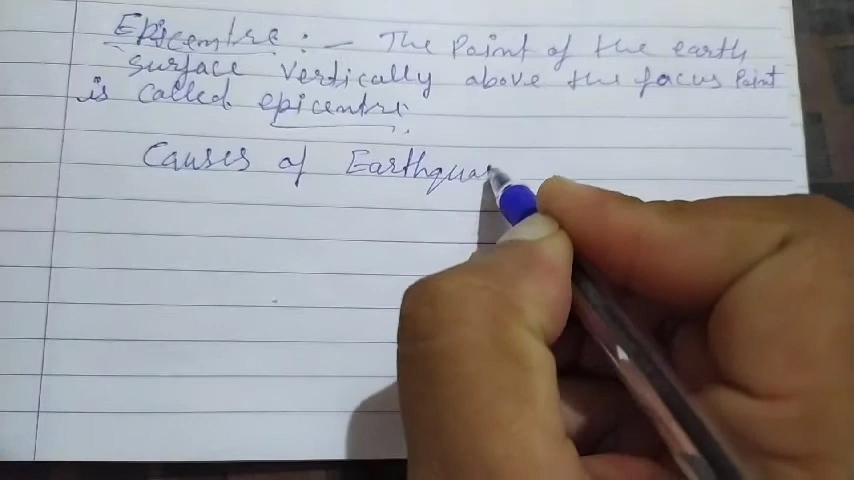 Epicentre :- The Point of the earth
surface vertically above the focus Point
is called epicentre.
Causes of Earthqua